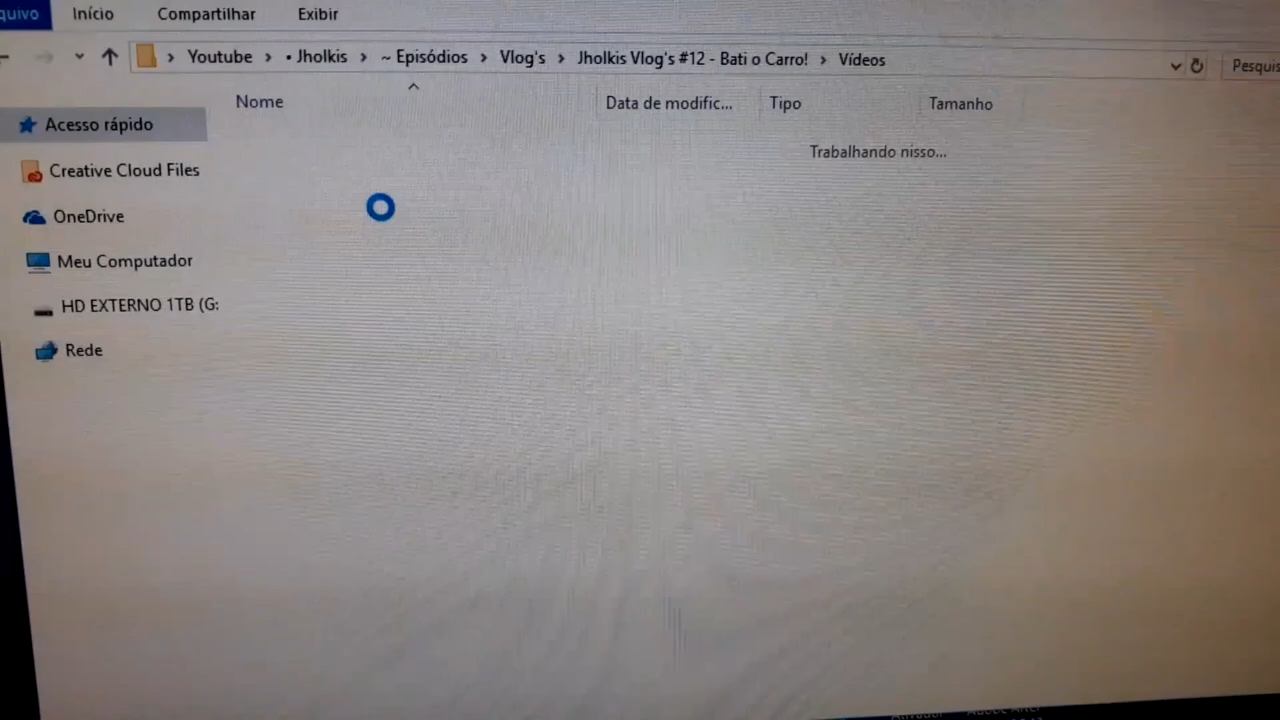 quivo Início Compartilhar Exibir
› Youtube › • Jholkis › ~ Episódios › Vlog's › Jholkis Vlog's #12 - Bati o Carro! › Vídeos Pesquis
Nome Data de modific... Tipo Tamanho
Acesso rápido
Trabalhando nisso...
Creative Cloud Files
OneDrive
Meu Computador
HD EXTERNO 1TB (G:
Rede